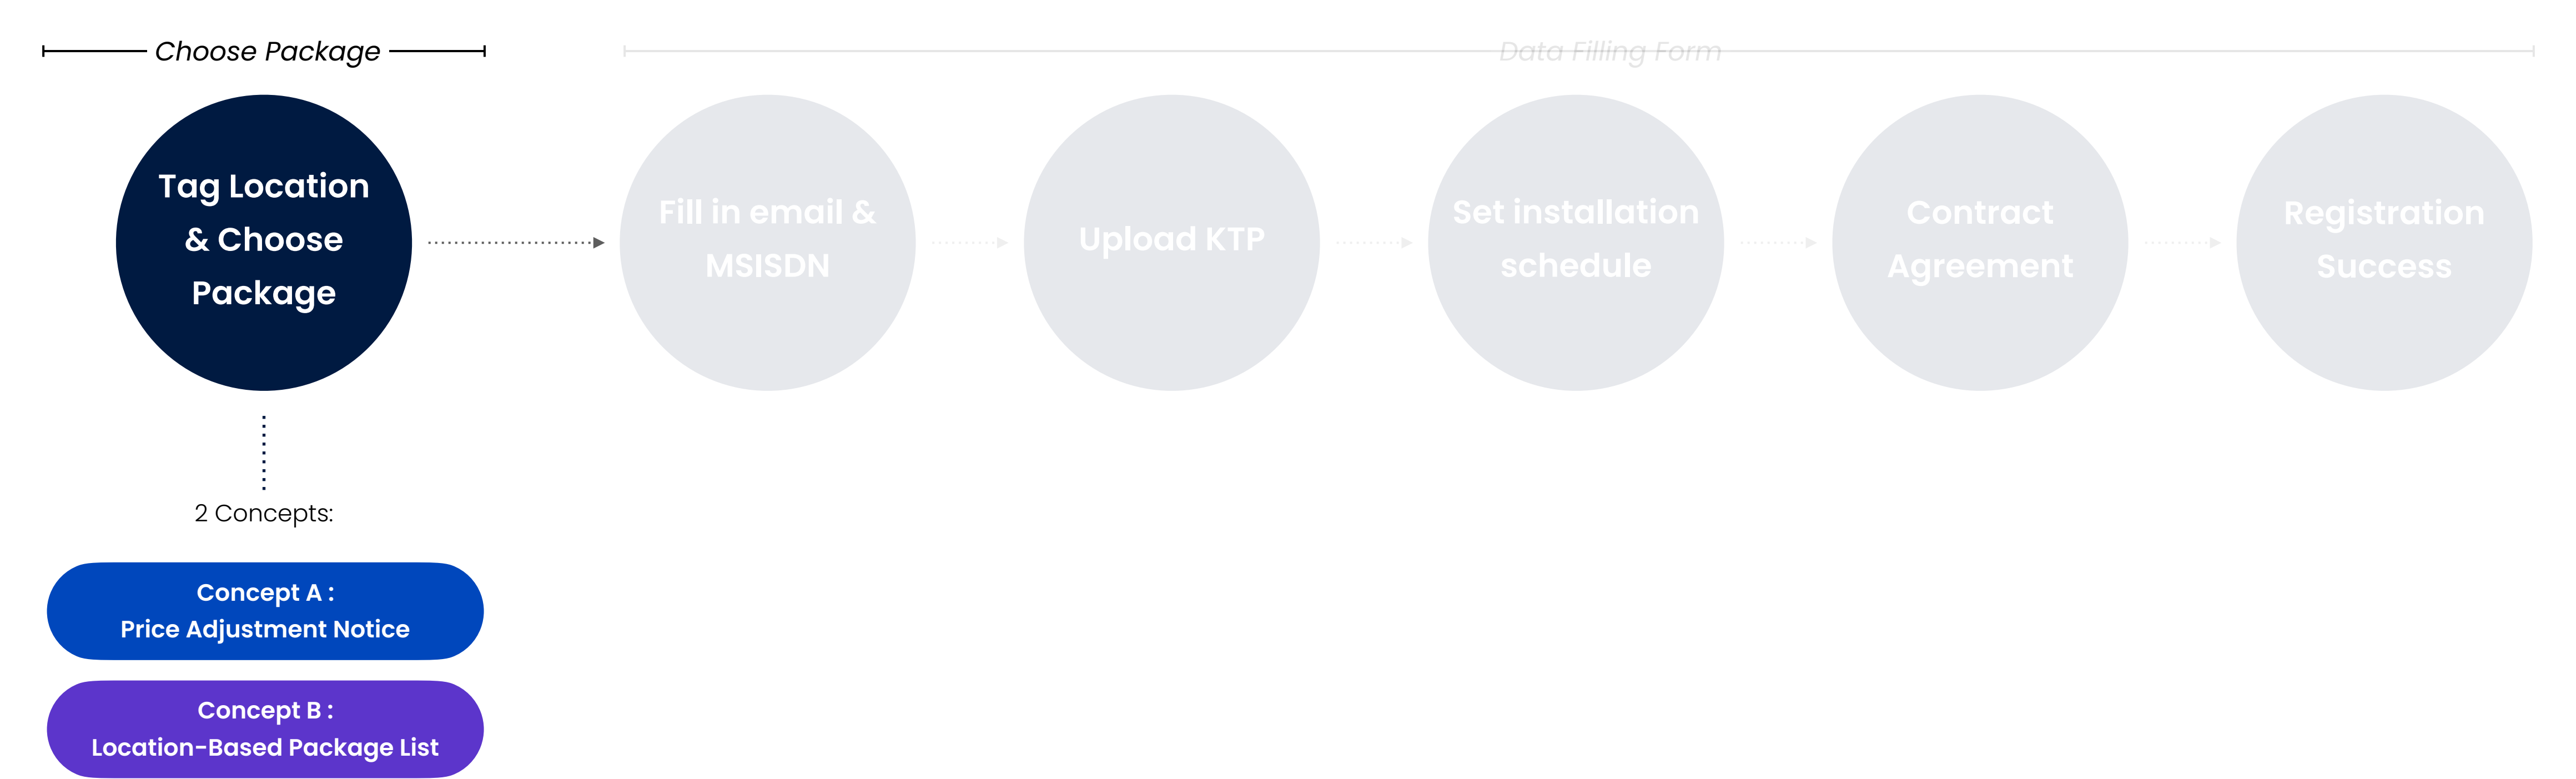 Choose Package
Data Filling Form
Tag Location
& Choose
Package
Fill in email &
MSISDN
Upload KTP
Set installation
schedule
Contract
Agreement
Registration
Success
2 Concepts:
Concept A :
Price Adjustment Notice
Concept B :
Location-Based Package List